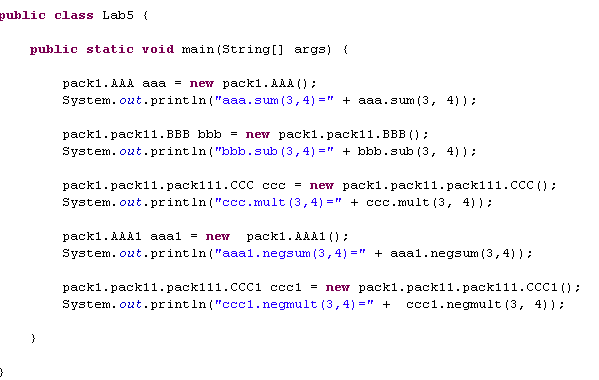 public class Lab5 {
public static void main(String[] args) {
pack1.AAA aaa = new pack1.AAA();
System.out.println("aaa.sum(3,4)=" + aaa.sum(3, 4));
pack1.pack11.BBB bbb = new pack1.pack11.BBB();
System.out.println("bbb.sub(3,4)=" + bbb.sub(3, 4));
pack1.pack11.pack111.CCC ccc = new pack1.pack11.pack111.CCC();
System.out.println("ccc.mult(3,4)=" + ccc.mult(3, 4));
pack1.AAA1 aaa1 = new  pack1.AAA1();
System.out.println("aaa1.negsum(3,4)=" + aaa1.negsum(3, 4));
pack1.pack11.pack111.CCC1 ccc1 = new pack1.pack11.pack111.CCC1();
System.out.println("ccc1.negmult(3,4)=" +  ccc1.negmult(3, 4));
}
}